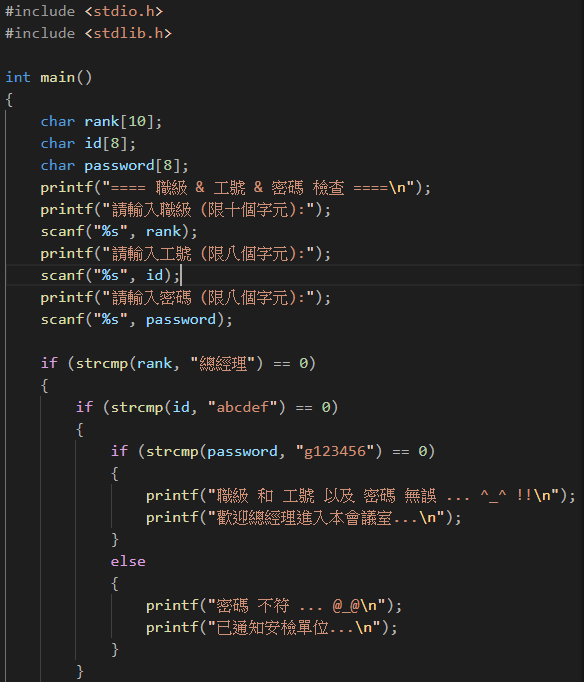 #include <stdio.h>
#include <stdlib.h>

int main()
{
    char rank[10];
    char id[8];
    char password[8];
    printf("==== 職級 & 工號 & 密碼 檢查 ====\n");
    printf("請輸入職級 (限十個字元):");
    scanf("%s", rank);
    printf("請輸入工號 (限八個字元):");
    scanf("%s", id);
    printf("請輸入密碼 (限八個字元):");
    scanf("%s", password);

    if (strcmp(rank, "總經理") == 0)
    {
        if (strcmp(id, "abcdef") == 0)
        {
            if (strcmp(password, "g123456") == 0)
            {
                printf("職級 和 工號 以及 密碼 無誤 ... ^_^ !!\n");
                printf("歡迎總經理進入本會議室...\n");
            }
            else
            {
                printf("密碼 不符 ... @_@\n");
                printf("已通知安檢單位...\n");
            }
        }